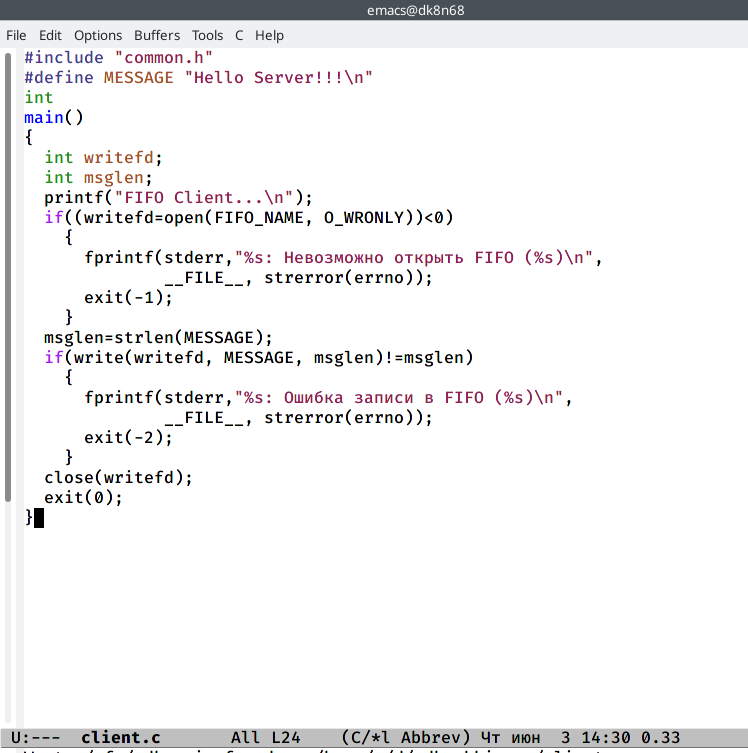 emacs@dk8n68
File Edit Options Buffers Tools C Help
#include "common.h"
#define MESSAGE "Hello Server!!!\n"
int
main()
{
  int writefd;
  int msglen;
  printf("FIFO Client...\n");
  if((writefd=open(FIFO_NAME, O_WRONLY))<0)
    {
      fprintf(stderr,"%s: Невозможно открыть FIFO (%s)\n",
              __FILE__, strerror(errno));
      exit(-1);
    }
  msglen=strlen(MESSAGE);
  if(write(writefd, MESSAGE, msglen)!=msglen)
    {
      fprintf(stderr,"%s: Ошибка записи в FIFO (%s)\n",
              __FILE__, strerror(errno));
      exit(-2);
    }
  close(writefd);
  exit(0);
}
U:--- client.c All L24 (C/*l Abbrev) Чт июн 3 14:30 0.33